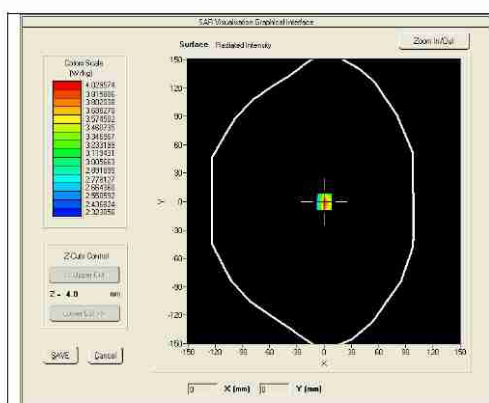 SAR Visualisation Graphical Interface
Surface Radiated Intensity
Zoom In/Out
Colors Scale
(W/kg)
4.029574
3.915806
3.802038
3.688270
3.574502
3.460735
3.346967
3.233199
3.119431
3.005663
2.891895
2.778127
2.664360
2.550592
2.436824
2.323056
Z-Cuts Control
<< Upper Cut
Z = 4.0 mm
Lower Cut >>
SAVE
Cancel
150
120
90
60
30
Y
0
-30
-60
-90
-120
-150
-150 -120 -90 -60 -30 0 30 60 90 120 150
X
0 X (mm) 0 Y (mm)